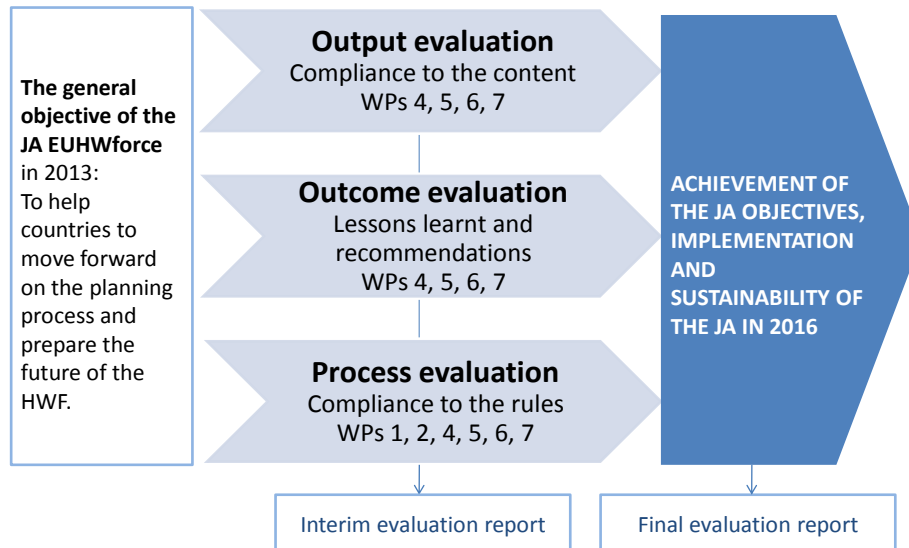 The general
objective of the
JA EUHWforce
in 2013:
To help
countries to
move forward
on the planning
process and
prepare the
future of the
HWF.
Output evaluation
Compliance to the content
WPs 4, 5, 6, 7
Outcome evaluation
Lessons learnt and
recommendations
WPs 4, 5, 6, 7
Process evaluation
Compliance to the rules
WPs 1, 2, 4, 5, 6, 7
ACHIEVEMENT OF
THE JA OBJECTIVES,
IMPLEMENTATION
AND
SUSTAINABILITY OF
THE JA IN 2016
Interim evaluation report
Final evaluation report